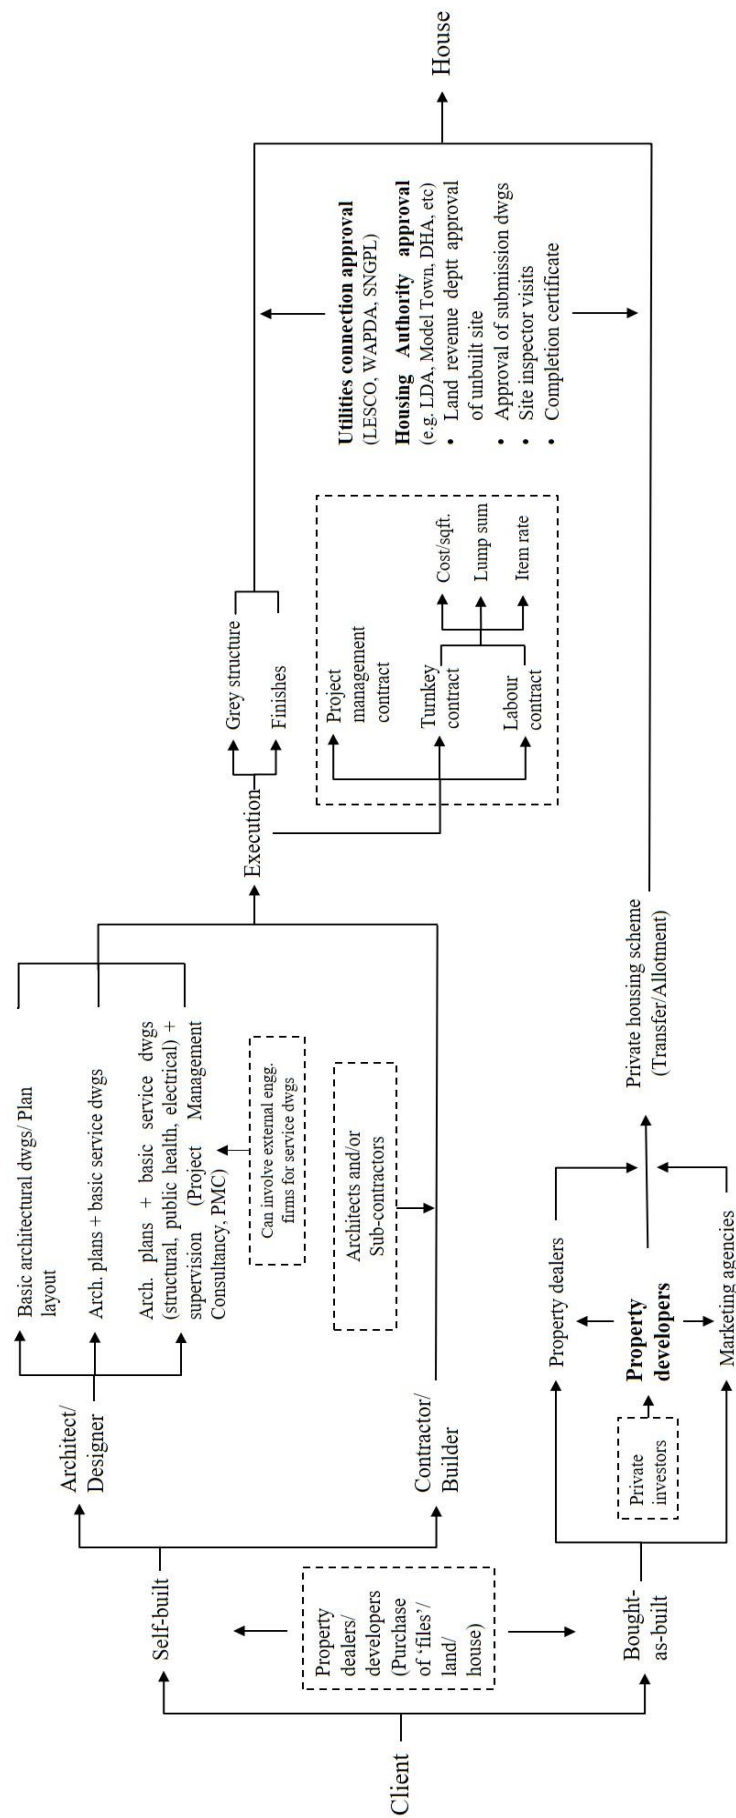 Client
Self-built
Property
dealers/
developers
(Purchase
of ‘files’/
land/
house)
Bought-
as-built
Architect/
Designer
Contractor/
Builder
Basic architectural dwgs/ Plan
layout
Arch. plans + basic service dwgs
Arch. plans + basic service dwgs
(structural, public health, electrical) +
supervision (Project Management
Consultancy, PMC)
Can involve external engg.
firms for service dwgs
Architects and/or
Sub-contractors
Property dealers
Private
investors
Property
developers
Marketing agencies
Private housing scheme
(Transfer/Allotment)
Execution
Grey structure
Finishes
Project
management
contract
Turnkey
contract
Labour
contract
Cost/sqft.
Lump sum
Item rate
Utilities connection approval
(LESCO, WAPDA, SNGPL)
Housing Authority approval
(e.g. LDA, Model Town, DHA, etc)
• Land revenue deptt approval
of unbuilt site
• Approval of submission dwgs
• Site inspector visits
• Completion certificate
House